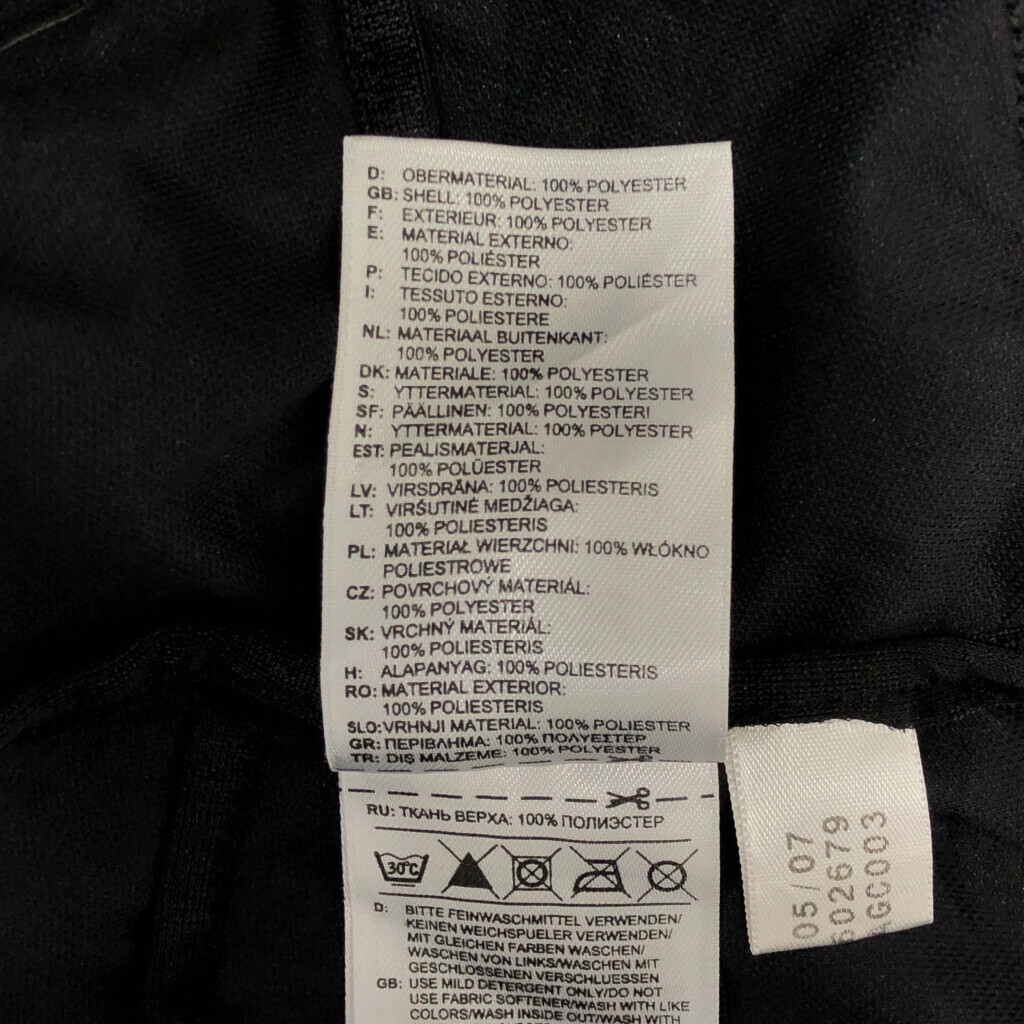 D: OBERMATERIAL: 100% POLYESTER
GB: SHELL: 100% POLYESTER
F: EXTERIEUR: 100% POLYESTER
E: MATERIAL EXTERNO:
100% POLIÉSTER
P: TECIDO EXTERNO: 100% POLIÉSTER
I: TESSUTO ESTERNO:
100% POLIESTERE
NL: MATERIAAL BUITENKANT:
100% POLYESTER
DK: MATERIALE: 100% POLYESTER
S: YTTERMATERIAL: 100% POLYESTER
SF: PÄÄLLINEN: 100% POLYESTERI
N: YTTERMATERIAL: 100% POLYESTER
EST: PEALISMATERJAL:
100% POLÜESTER
LV: VIRSDRĀNA: 100% POLIESTERIS
LT: VIRŠUTINĖ MEDŽIAGA:
100% POLIESTERIS
PL: MATERIAŁ WIERZCHNI: 100% WŁÓKNO
POLIESTROWE
CZ: POVRCHOVÝ MATERIÁL:
100% POLYESTER
SK: VRCHNÝ MATERIÁL:
100% POLIESTERIS
H: ALAPANYAG: 100% POLIESTERIS
RO: MATERIAL EXTERIOR:
100% POLIESTERIS
SLO: VRHNJI MATERIAL: 100% POLIESTER
GR: ΠΕΡΙΒΛΗΜΑ: 100% ΠΟΛΥΕΣΤΕΡ
TR: DIŞ MALZEME: 100% POLYESTER
RU: ТКАНЬ ВЕРХА: 100% ПОЛИЭСТЕР
30°C
D: BITTE FEINWASCHMITTEL VERWENDEN/
KEINEN WEICHSPUELER VERWENDEN/
MIT GLEICHEN FARBEN WASCHEN/
WASCHEN VON LINKS/WASCHEN MIT
GESCHLOSSENEN VERSCHLUESSEN
GB: USE MILD DETERGENT ONLY/DO NOT
USE FABRIC SOFTENER/WASH WITH LIKE
COLORS/WASH INSIDE OUT/WASH WITH
05/07
602679
AGC003